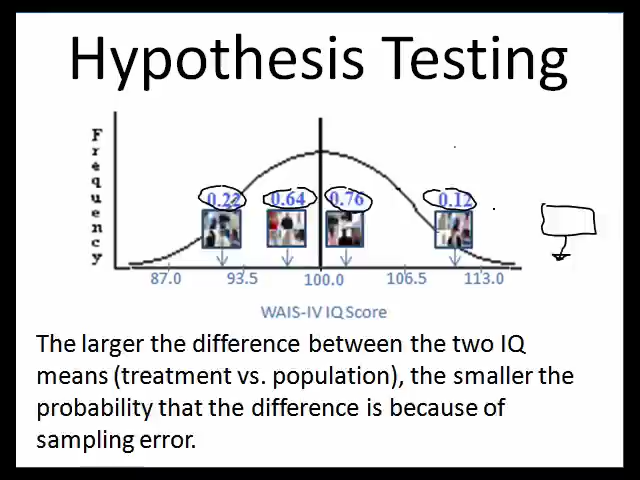 Hypothesis Testing
Frequency
0.22 0.64 0.76 0.12
87.0 93.5 100.0 106.5 113.0
WAIS-IV IQ Score
The larger the difference between the two IQ
means (treatment vs. population), the smaller the
probability that the difference is because of
sampling error.